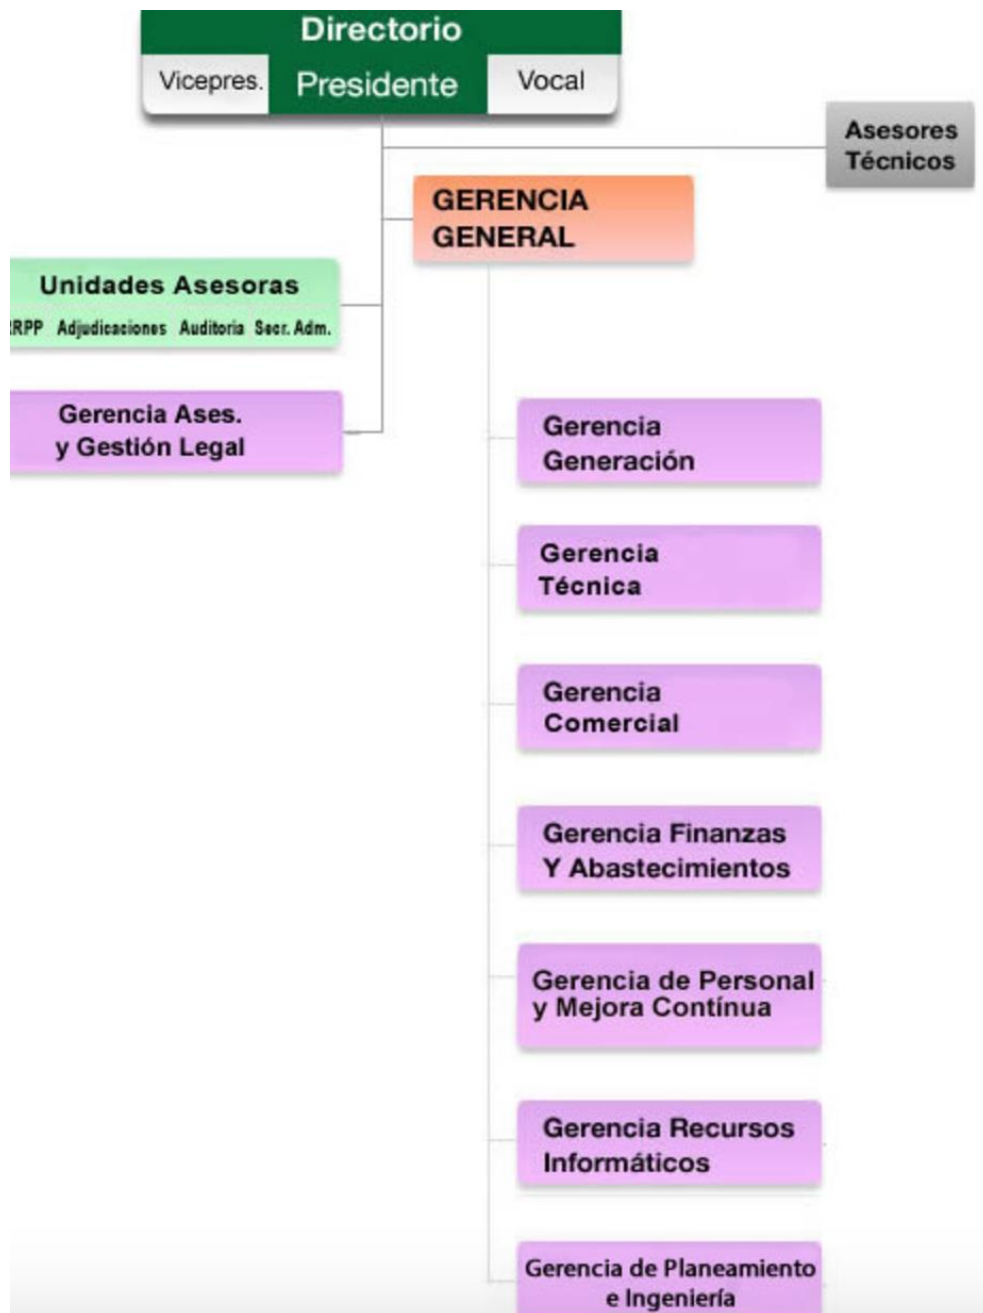 Directorio
Vicepres. Presidente Vocal
Asesores
Técnicos
GERENCIA
GENERAL
Unidades Asesoras
RRPP Adjudicaciones Auditoria Secr. Adm.
Gerencia Ases.
y Gestión Legal
Gerencia
Generación
Gerencia
Técnica
Gerencia
Comercial
Gerencia Finanzas
Y Abastecimientos
Gerencia de Personal
y Mejora Contínua
Gerencia Recursos
Informáticos
Gerencia de Planeamiento
e Ingeniería